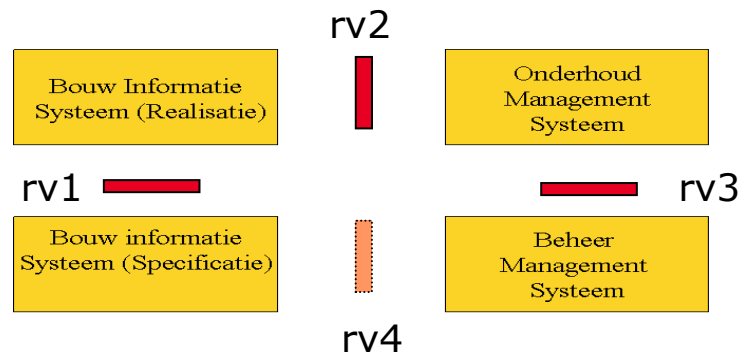 rv2
Bouw Informatie
Systeem (Realisatie)
Onderhoud
Management
Systeem
rv1
rv3
Bouw informatie
Systeem (Specificatie)
Beheer
Management
Systeem
rv4